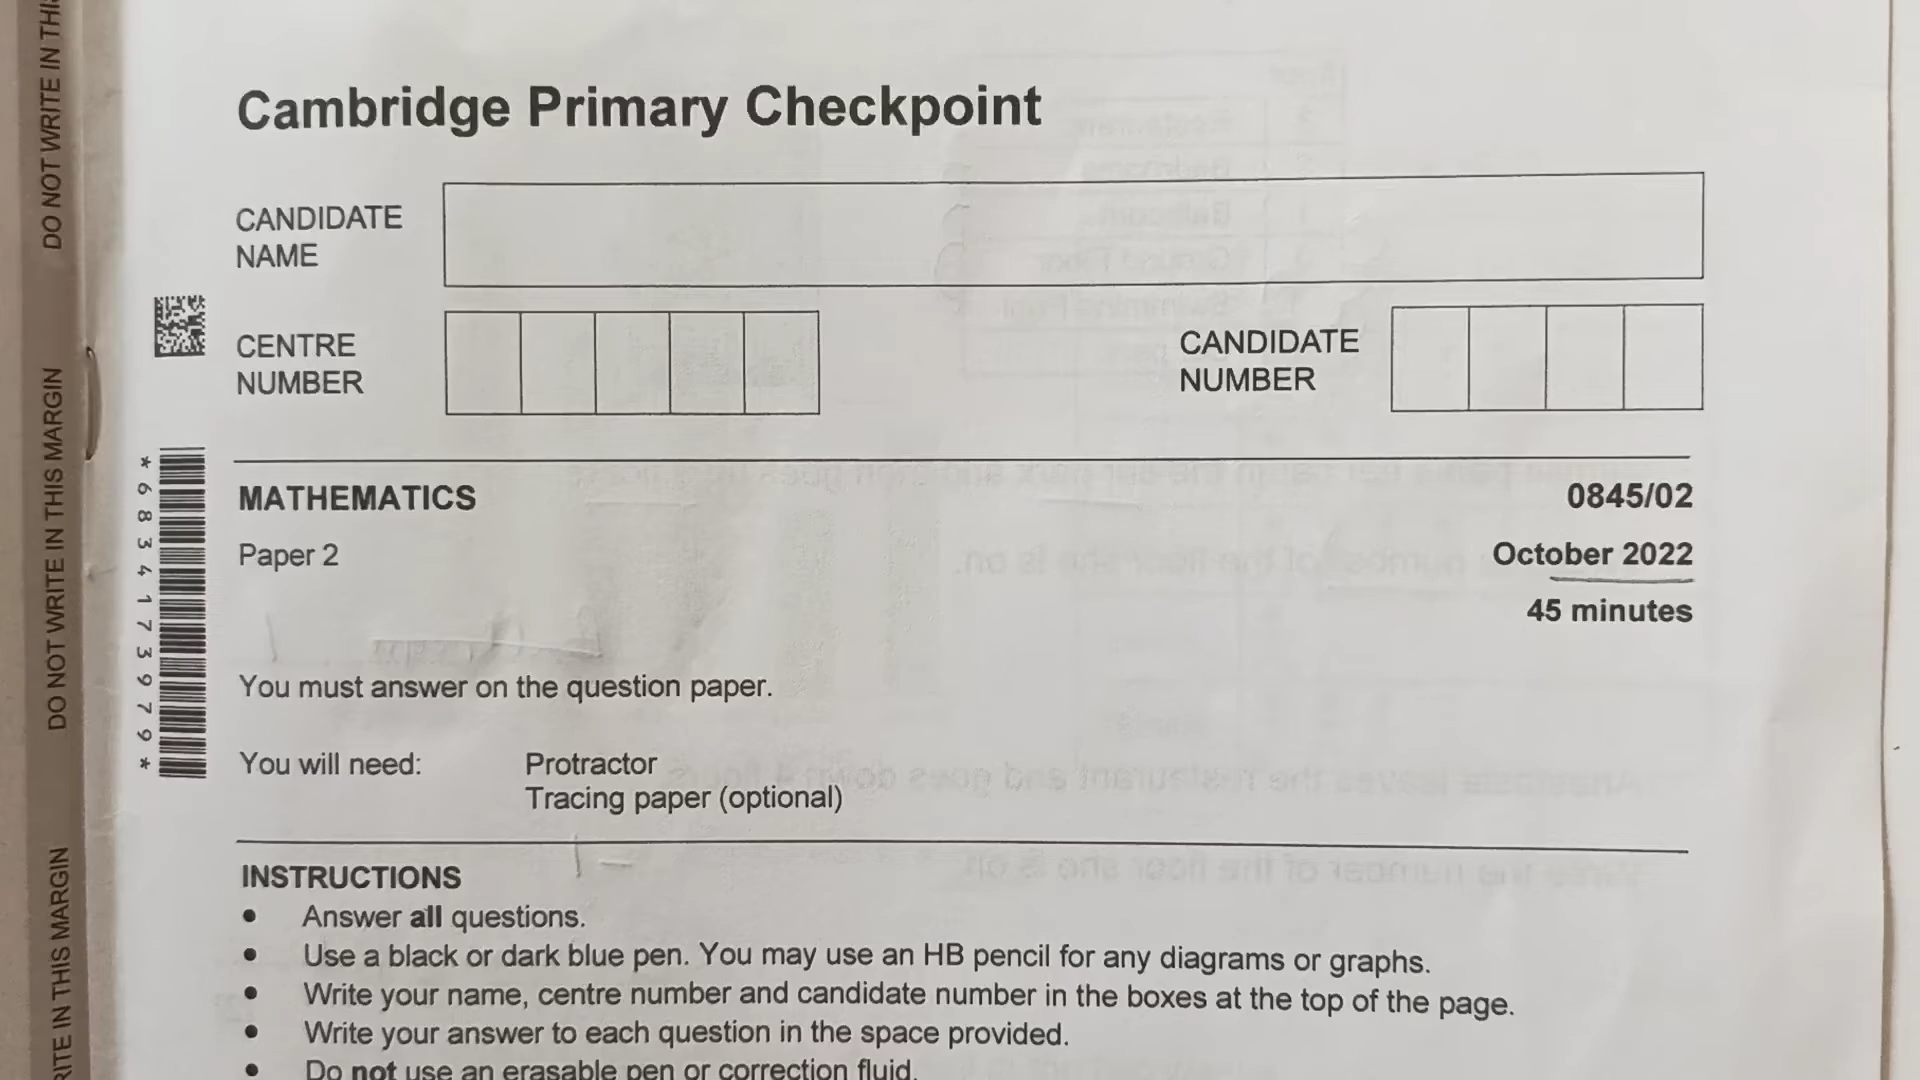 Cambridge Primary Checkpoint
CANDIDATE
NAME
CENTRE
NUMBER
CANDIDATE
NUMBER
MATHEMATICS
0845/02
Paper 2
October 2022
45 minutes
You must answer on the question paper.
You will need:
Protractor
Tracing paper (optional)
INSTRUCTIONS
• Answer all questions.
• Use a black or dark blue pen. You may use an HB pencil for any diagrams or graphs.
• Write your name, centre number and candidate number in the boxes at the top of the page.
• Write your answer to each question in the space provided.
• Do not use an erasable pen or correction fluid.
* 6 8 3 4 1 7 3 9 7 9 *
DO NOT WRITE IN THIS
DO NOT WRITE IN THIS MARGIN
WRITE IN THIS MARGIN